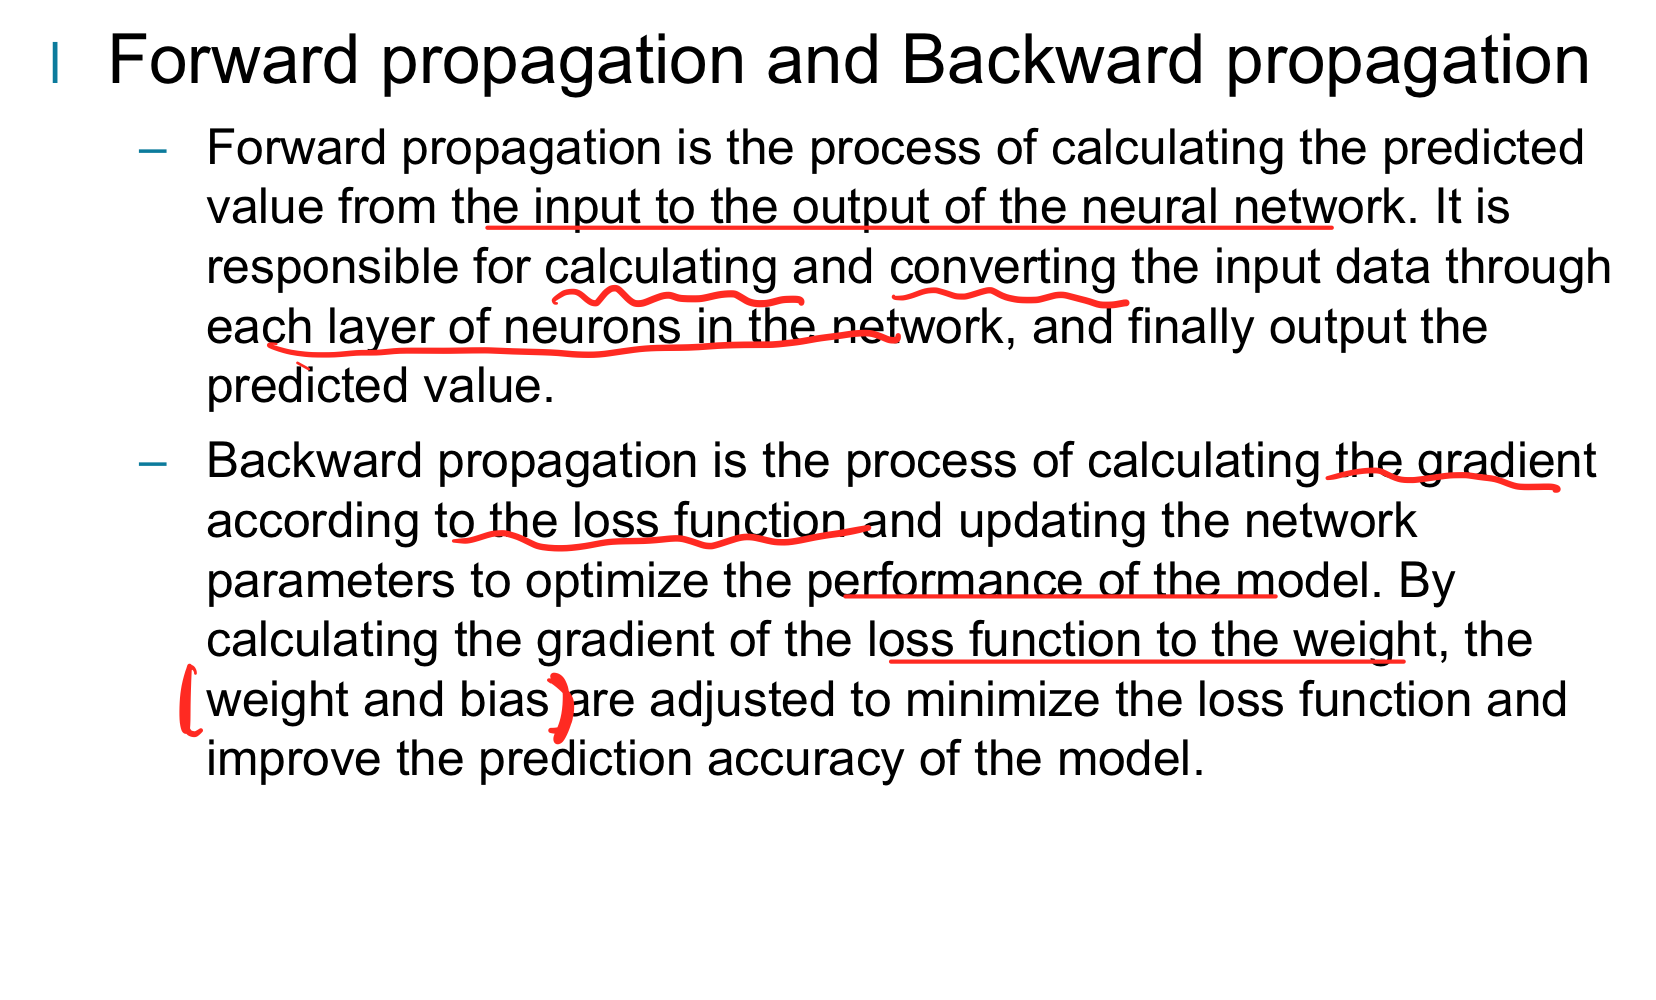 Forward propagation and Backward propagation
– Forward propagation is the process of calculating the predicted
value from the input to the output of the neural network. It is
responsible for calculating and converting the input data through
each layer of neurons in the network, and finally output the
predicted value.
– Backward propagation is the process of calculating the gradient
according to the loss function and updating the network
parameters to optimize the performance of the model. By
calculating the gradient of the loss function to the weight, the
(weight and bias) are adjusted to minimize the loss function and
improve the prediction accuracy of the model.